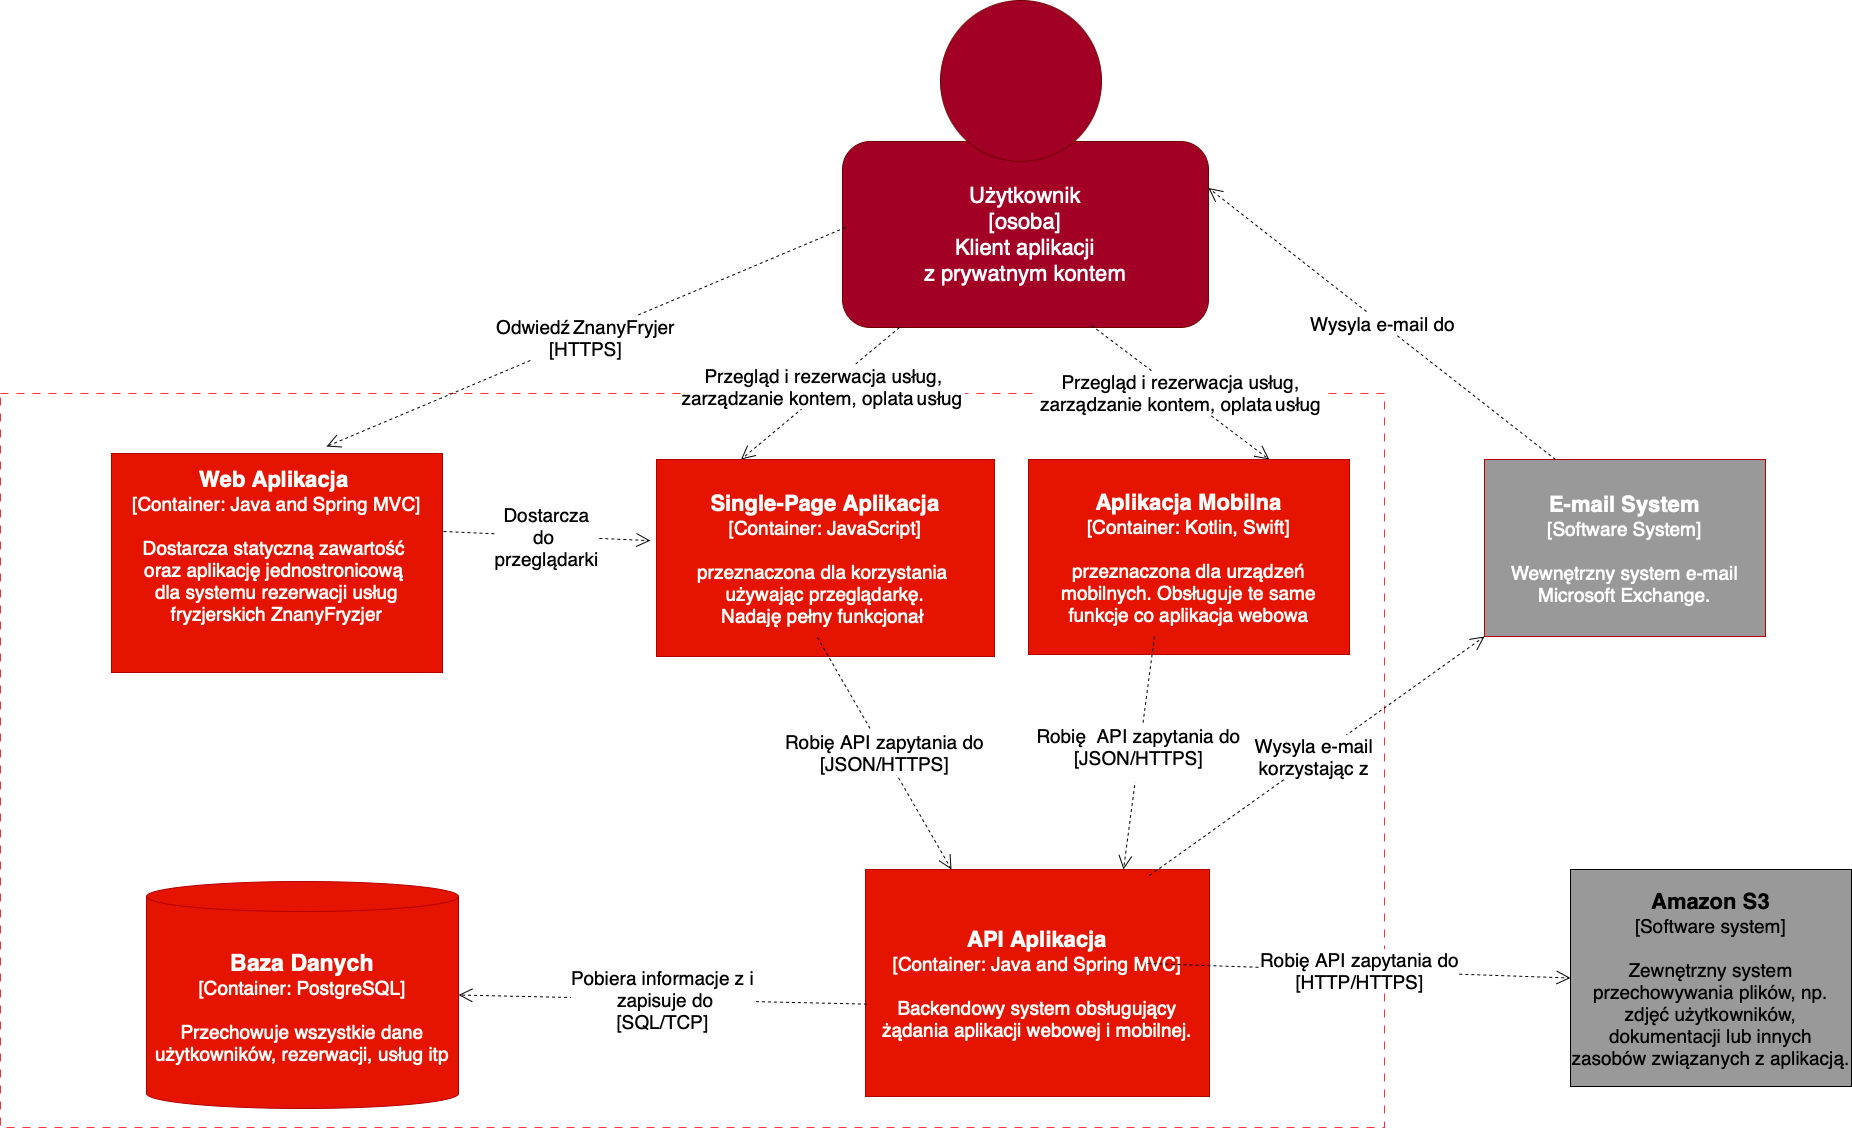 Użytkownik
[osoba]
Klient aplikacji
z prywatnym kontem
Odwiedź ZnanyFryjer
[HTTPS]
Przegląd i rezerwacja usług,
zarządzanie kontem, oplata usług
Przegląd i rezerwacja usług,
zarządzanie kontem, oplata usług
Wysyla e-mail do
Web Aplikacja
[Container: Java and Spring MVC]
Dostarcza statyczną zawartość
oraz aplikację jednostronicową
dla systemu rezerwacji usług
fryzjerskich ZnanyFryzjer
Dostarcza
do
przeglądarki
Single-Page Aplikacja
[Container: JavaScript]
przeznaczona dla korzystania
używając przeglądarkę.
Nadaję pełny funkcjonał
Aplikacja Mobilna
[Container: Kotlin, Swift]
przeznaczona dla urządzeń
mobilnych. Obsługuje te same
funkcje co aplikacja webowa
E-mail System
[Software System]
Wewnętrzny system e-mail
Microsoft Exchange.
Robię API zapytania do
[JSON/HTTPS]
Robię  API zapytania do
[JSON/HTTPS]
Wysyla e-mail
korzystając z
Baza Danych
[Container: PostgreSQL]
Przechowuje wszystkie dane
użytkowników, rezerwacji, usług itp
Pobiera informacje z i
zapisuje do
[SQL/TCP]
API Aplikacja
[Container: Java and Spring MVC]
Backendowy system obsługujący
żądania aplikacji webowej i mobilnej.
Robię API zapytania do
[HTTP/HTTPS]
Amazon S3
[Software system]
Zewnętrzny system
przechowywania plików, np.
zdjęć użytkowników,
dokumentacji lub innych
zasobów związanych z aplikacją.